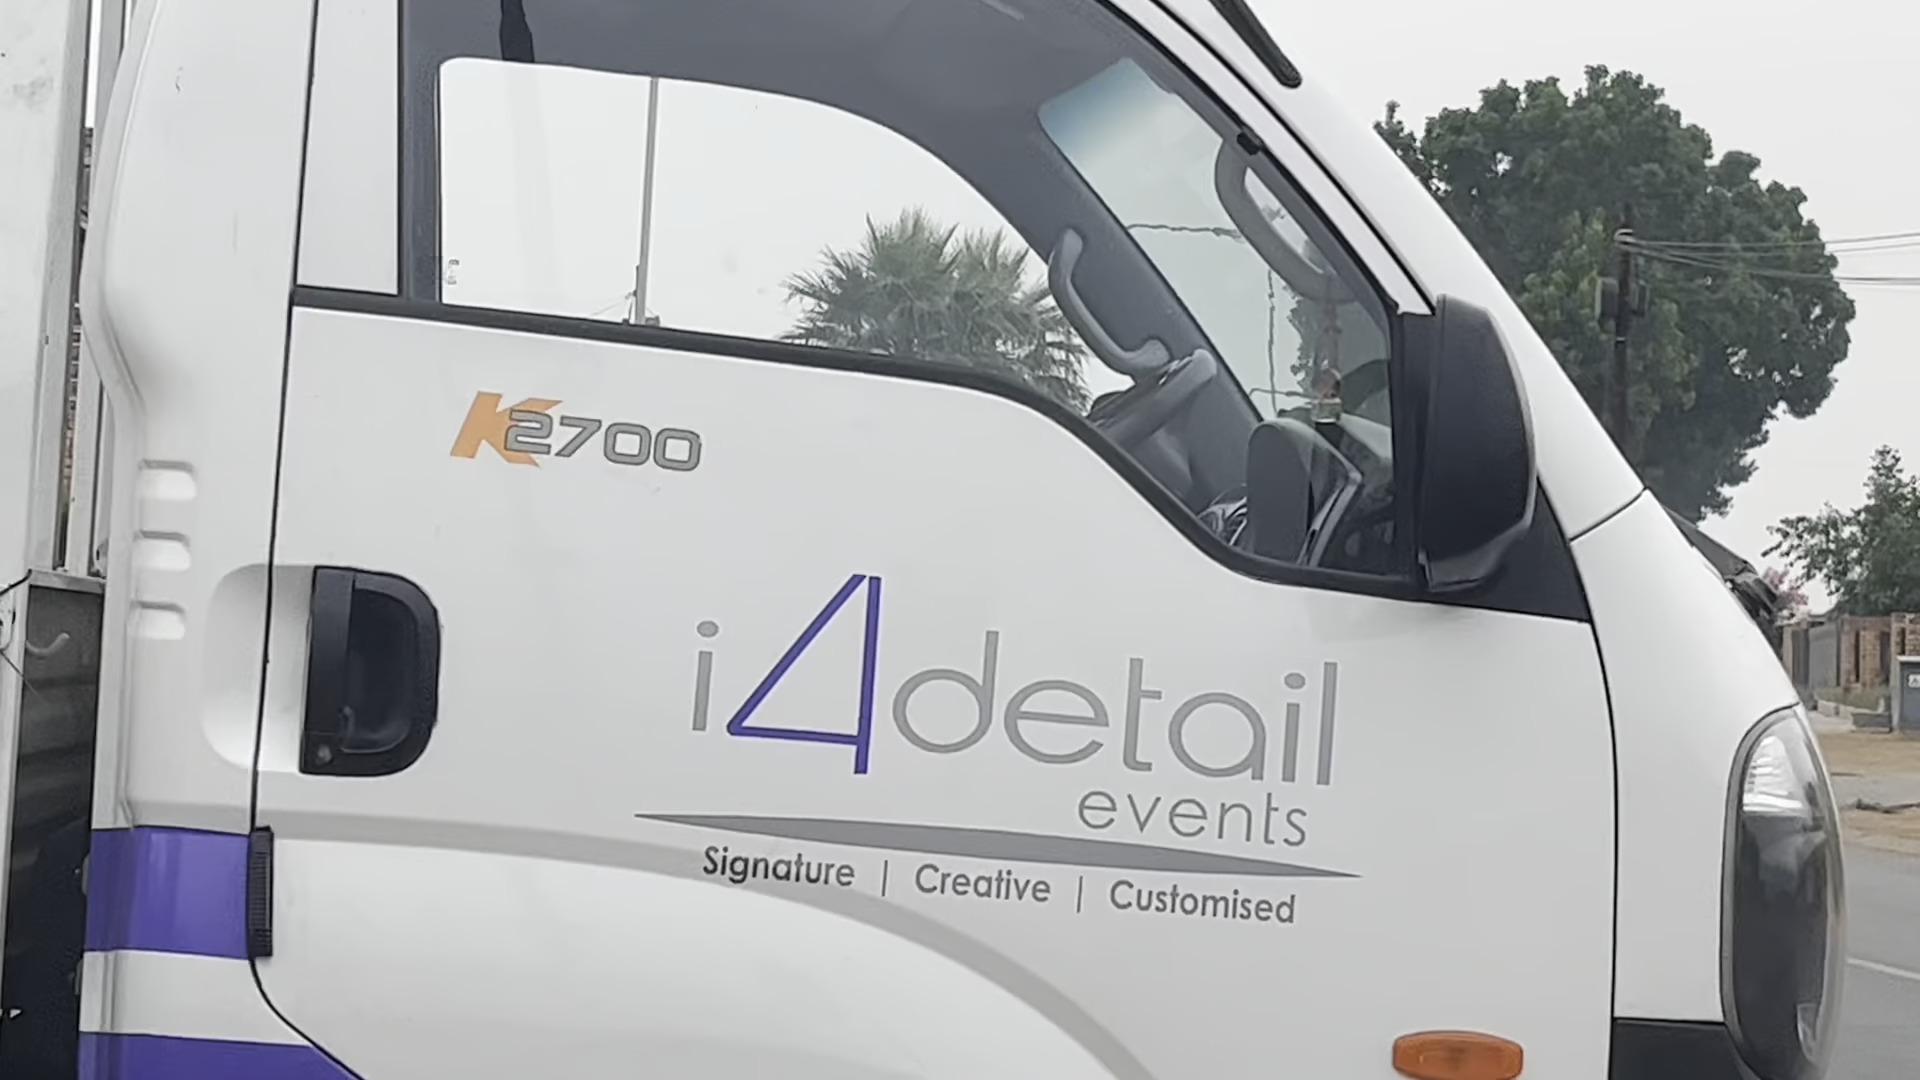 K2700
i4detail
events
Signature | Creative | Customised